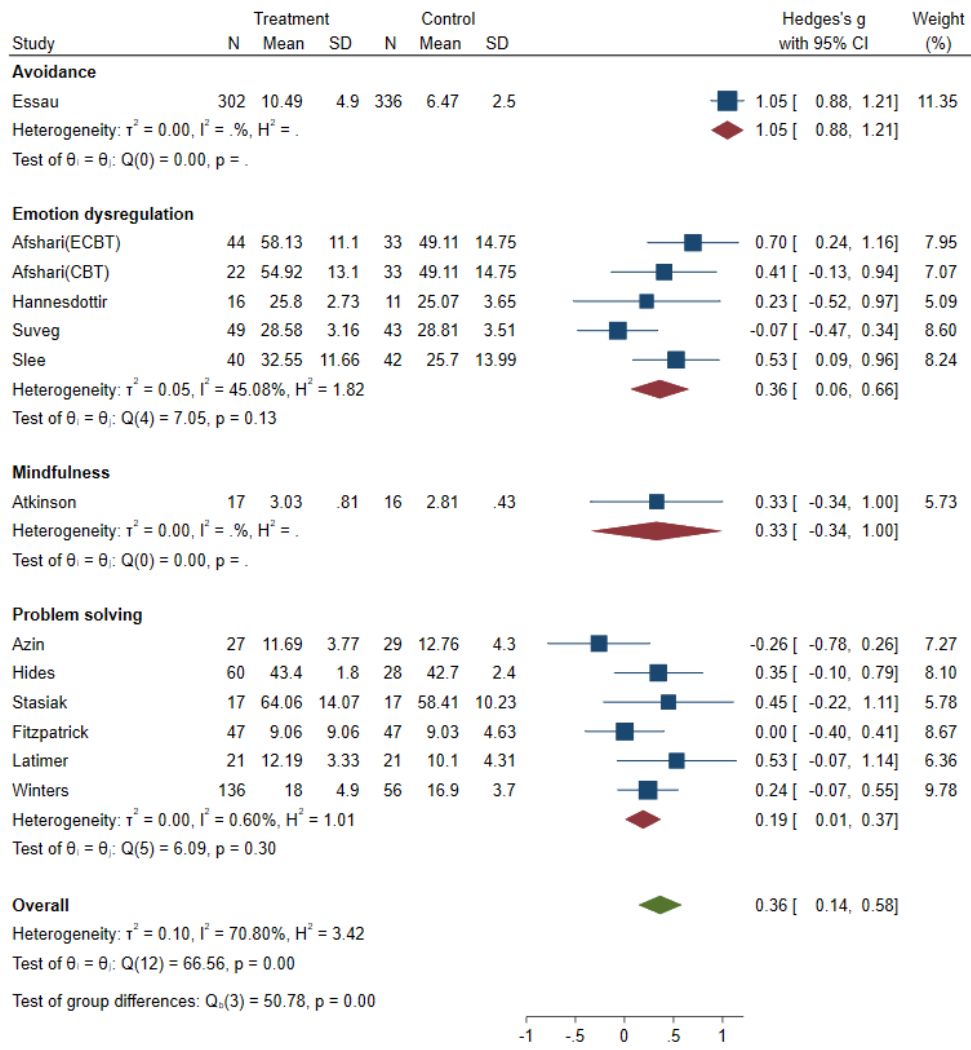 Treatment Control Hedges's g Weight
Study N Mean SD N Mean SD with 95% CI (%)
Avoidance
Essau 302 10.49 4.9 336 6.47 2.5 1.05 [ 0.88, 1.21] 11.35
Heterogeneity: τ² = 0.00, I² = .%, H² = . 1.05 [ 0.88, 1.21]
Test of θᵢ = θⱼ: Q(0) = 0.00, p = .
Emotion dysregulation
Afshari(ECBT) 44 58.13 11.1 33 49.11 14.75 0.70 [ 0.24, 1.16] 7.95
Afshari(CBT) 22 54.92 13.1 33 49.11 14.75 0.41 [ -0.13, 0.94] 7.07
Hannesdottir 16 25.8 2.73 11 25.07 3.65 0.23 [ -0.52, 0.97] 5.09
Suveg 49 28.58 3.16 43 28.81 3.51 -0.07 [ -0.47, 0.34] 8.60
Slee 40 32.55 11.66 42 25.7 13.99 0.53 [ 0.09, 0.96] 8.24
Heterogeneity: τ² = 0.05, I² = 45.08%, H² = 1.82 0.36 [ 0.06, 0.66]
Test of θᵢ = θⱼ: Q(4) = 7.05, p = 0.13
Mindfulness
Atkinson 17 3.03 .81 16 2.81 .43 0.33 [ -0.34, 1.00] 5.73
Heterogeneity: τ² = 0.00, I² = .%, H² = . 0.33 [ -0.34, 1.00]
Test of θᵢ = θⱼ: Q(0) = 0.00, p = .
Problem solving
Azin 27 11.69 3.77 29 12.76 4.3 -0.26 [ -0.78, 0.26] 7.27
Hides 60 43.4 1.8 28 42.7 2.4 0.35 [ -0.10, 0.79] 8.10
Stasiak 17 64.06 14.07 17 58.41 10.23 0.45 [ -0.22, 1.11] 5.78
Fitzpatrick 47 9.06 9.06 47 9.03 4.63 0.00 [ -0.40, 0.41] 8.67
Latimer 21 12.19 3.33 21 10.1 4.31 0.53 [ -0.07, 1.14] 6.36
Winters 136 18 4.9 56 16.9 3.7 0.24 [ -0.07, 0.55] 9.78
Heterogeneity: τ² = 0.00, I² = 0.60%, H² = 1.01 0.19 [ 0.01, 0.37]
Test of θᵢ = θⱼ: Q(5) = 6.09, p = 0.30
Overall 0.36 [ 0.14, 0.58]
Heterogeneity: τ² = 0.10, I² = 70.80%, H² = 3.42
Test of θᵢ = θⱼ: Q(12) = 66.56, p = 0.00
Test of group differences: Q_b(3) = 50.78, p = 0.00
-1 -.5 0 .5 1